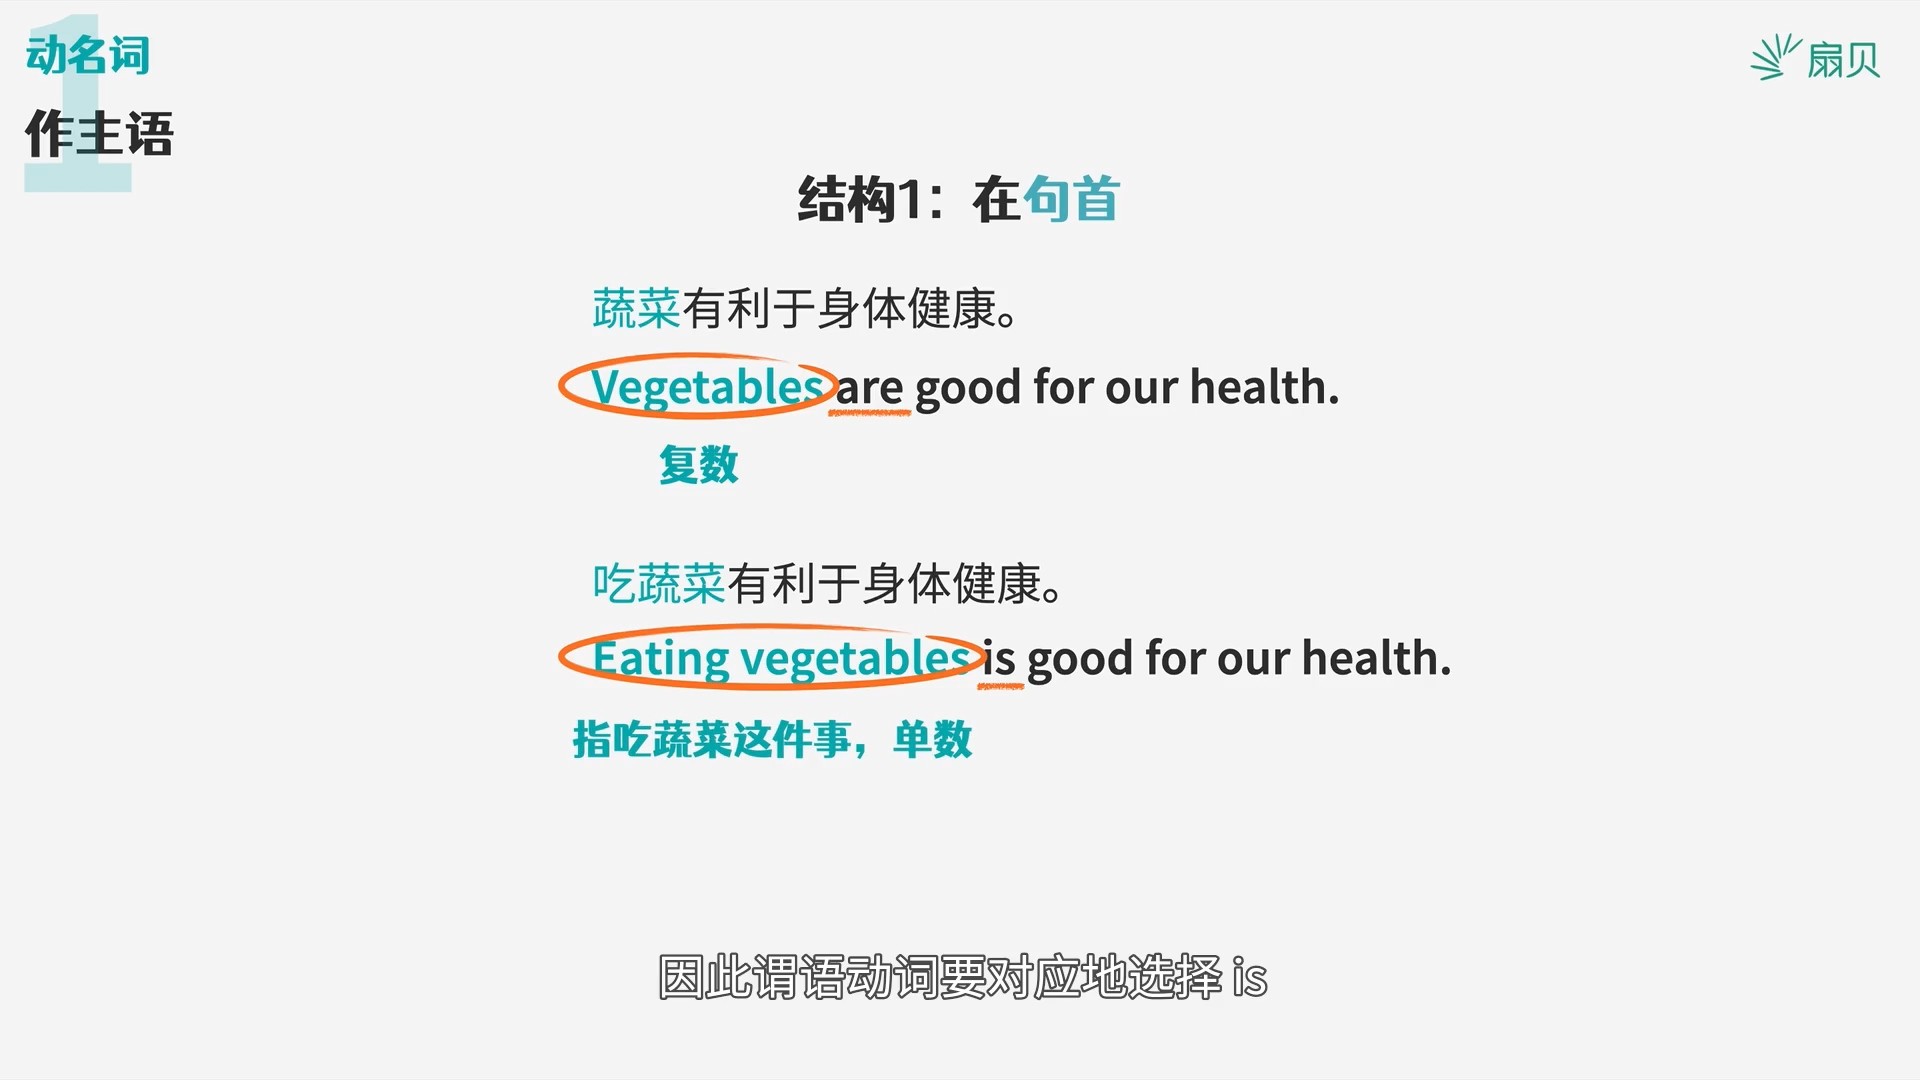 1
动名词
作主语
扇贝
结构1：在句首
蔬菜有利于身体健康。
Vegetables are good for our health.
复数
吃蔬菜有利于身体健康。
Eating vegetables is good for our health.
指吃蔬菜这件事，单数
因此谓语动词要对应地选择 is